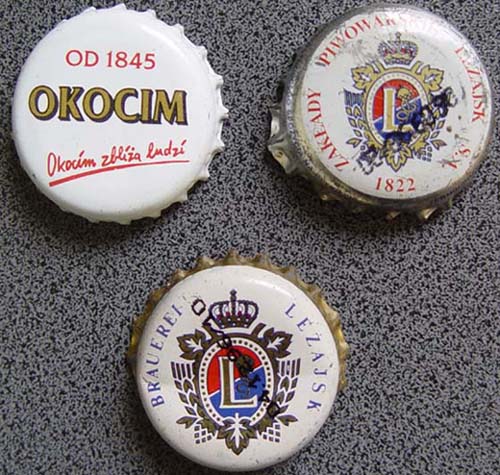 OD 1845
OKOCIM
Okocim zbliża ludzi
ZAKŁADY PIWOWARSKIE LEŻAJSK S.A.
1822
L
BRAUEREI LEŻAJSK
L